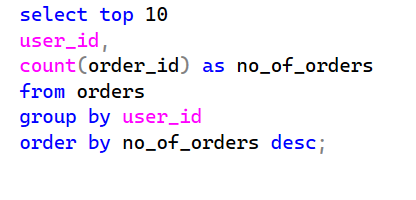 select top 10
user_id,
count(order_id) as no_of_orders
from orders
group by user_id
order by no_of_orders desc;